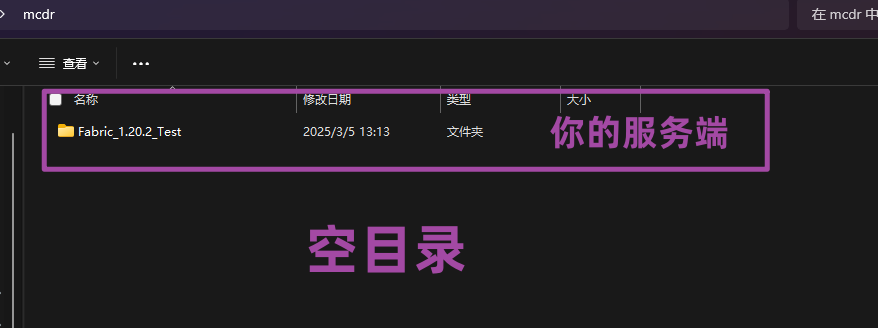 mcdr
在 mcdr 中
查看
名称 修改日期 类型 大小
Fabric_1.20.2_Test 2025/3/5 13:13 文件夹
你的服务端
空目录